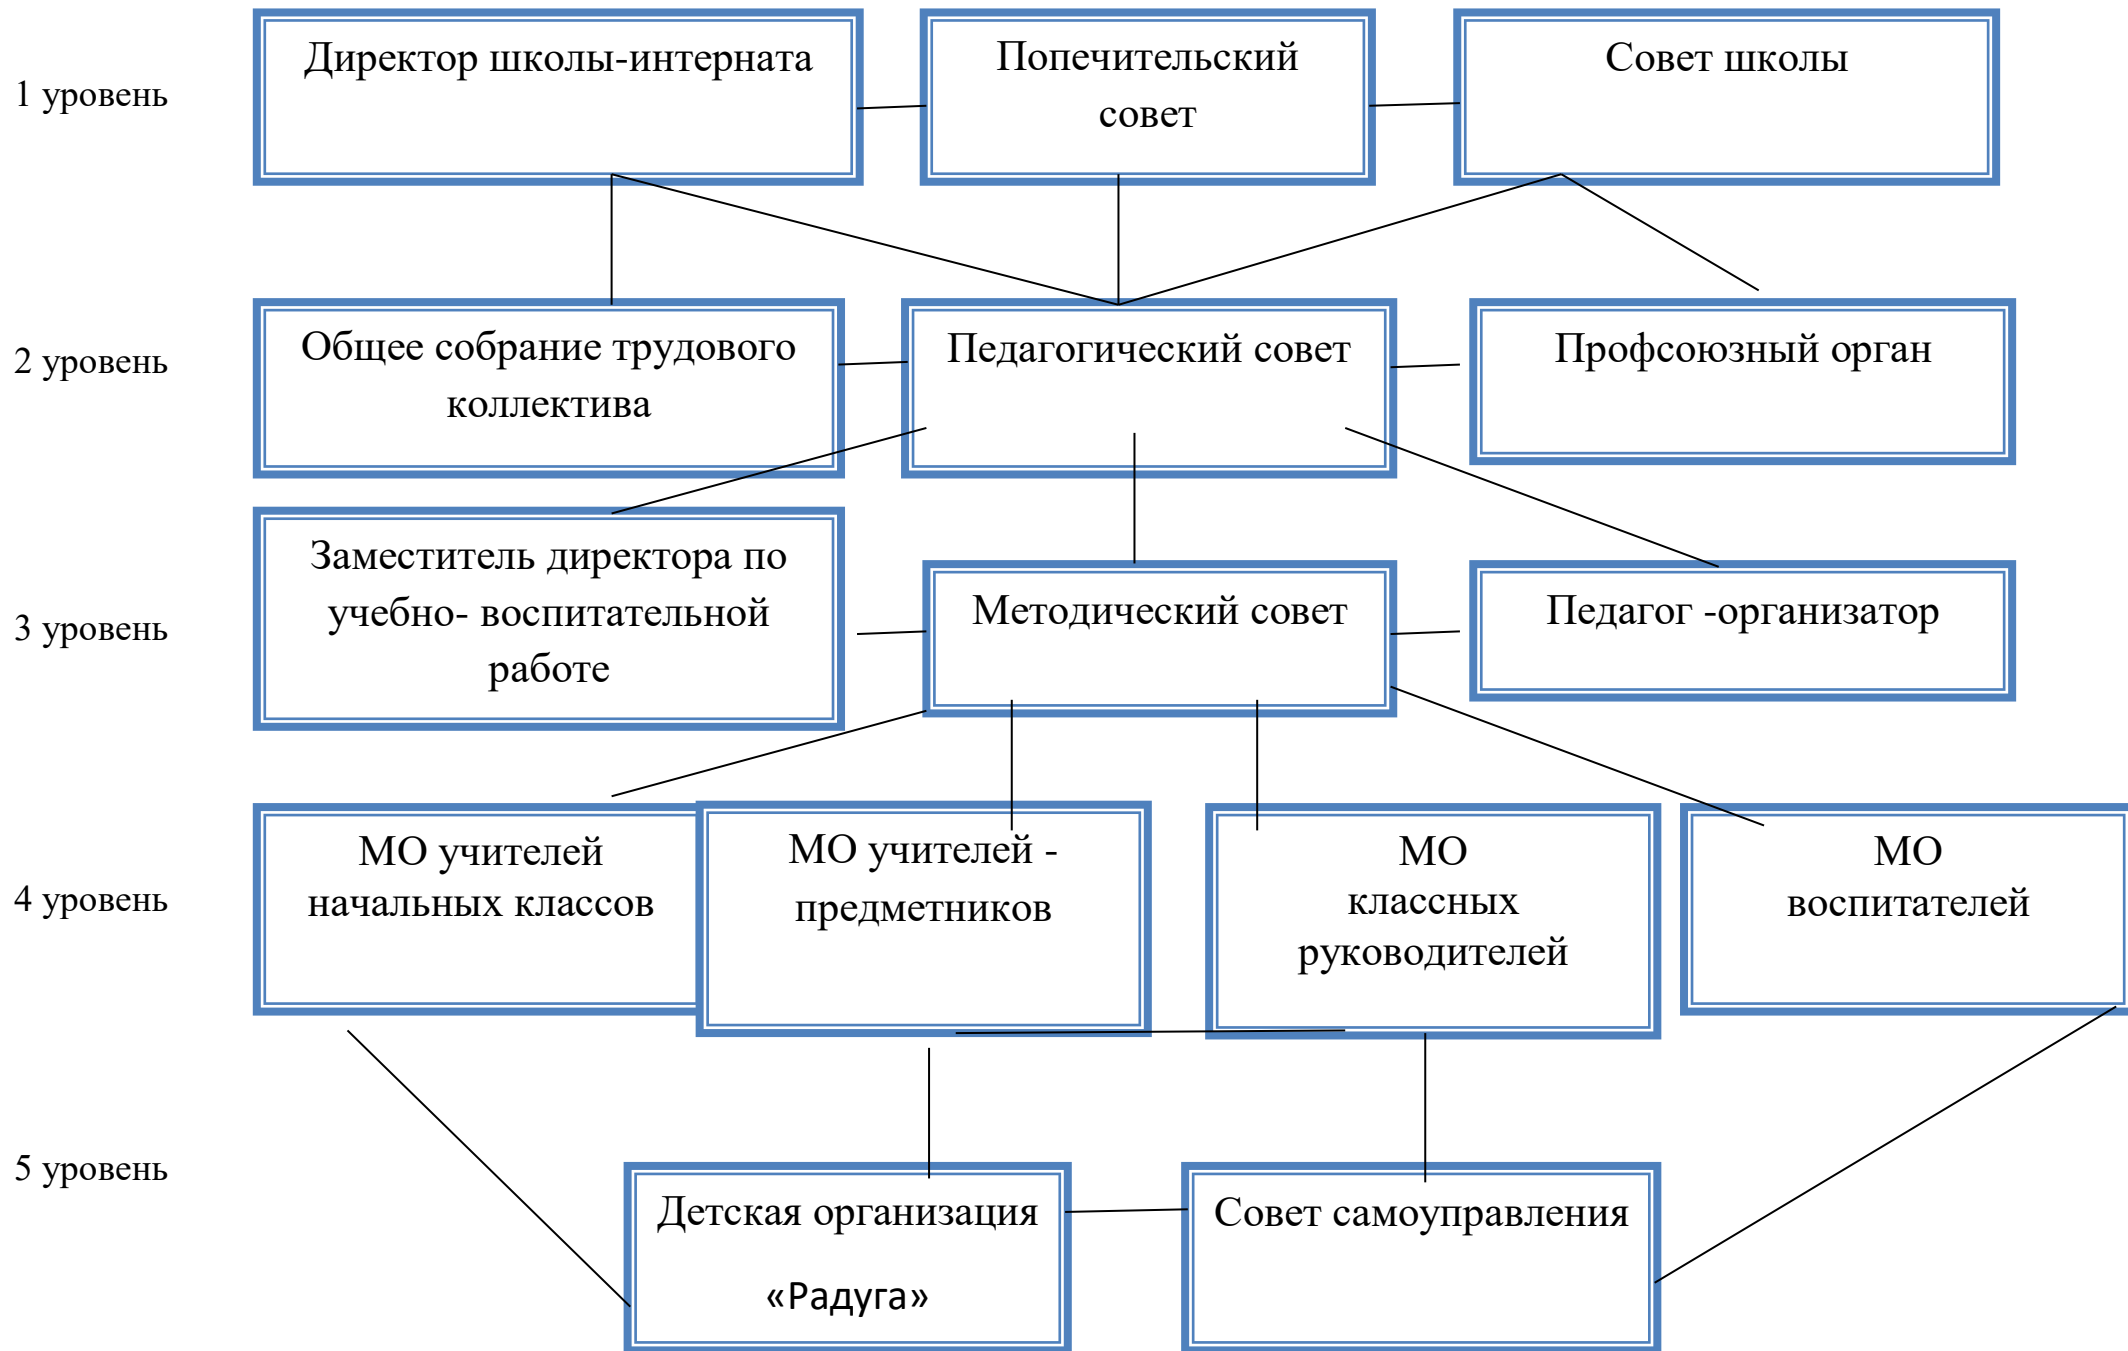 1 уровень
Директор школы-интерната
Попечительский
совет
Совет школы
2 уровень
Общее собрание трудового
коллектива
Педагогический совет
Профсоюзный орган
3 уровень
Заместитель директора по
учебно- воспитательной
работе
Методический совет
Педагог -организатор
4 уровень
МО учителей
начальных классов
МО учителей -
предметников
МО
классных
руководителей
МО
воспитателей
5 уровень
Детская организация
«Радуга»
Совет самоуправления